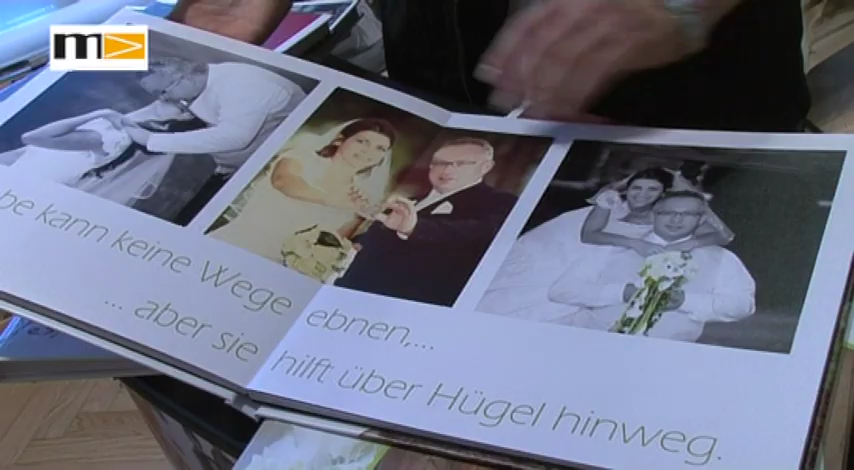 m
be kann keine Wege ebnen,...
... aber sie hilft über Hügel hinweg.